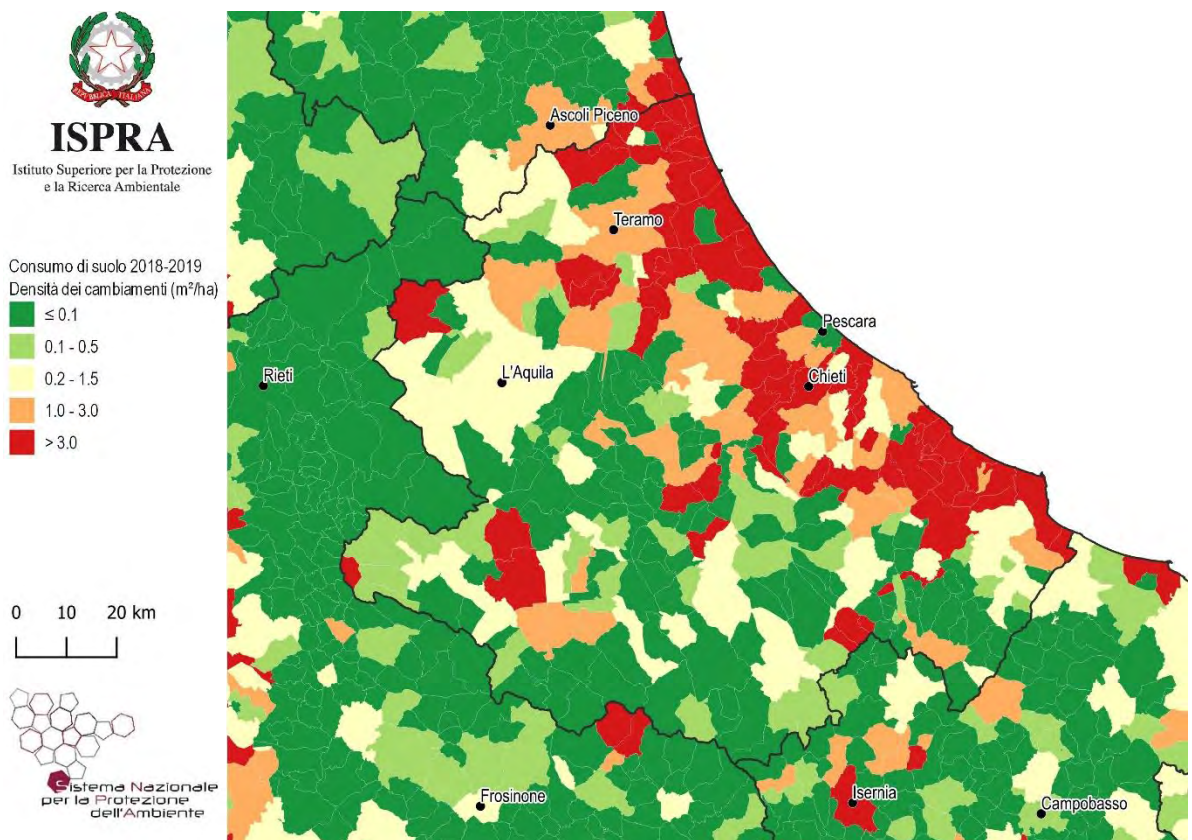 REPVBBLICA ITALIANA
ISPRA
Istituto Superiore per la Protezione
e la Ricerca Ambientale
Consumo di suolo 2018-2019
Densità dei cambiamenti (m²/ha)
≤ 0.1
0.1 - 0.5
0.2 - 1.5
1.0 - 3.0
> 3.0
0 10 20 km
Sistema Nazionale
per la Protezione
dell'Ambiente
Ascoli Piceno
Teramo
Pescara
Rieti
L'Aquila
Chieti
Frosinone
Isernia
Campobasso